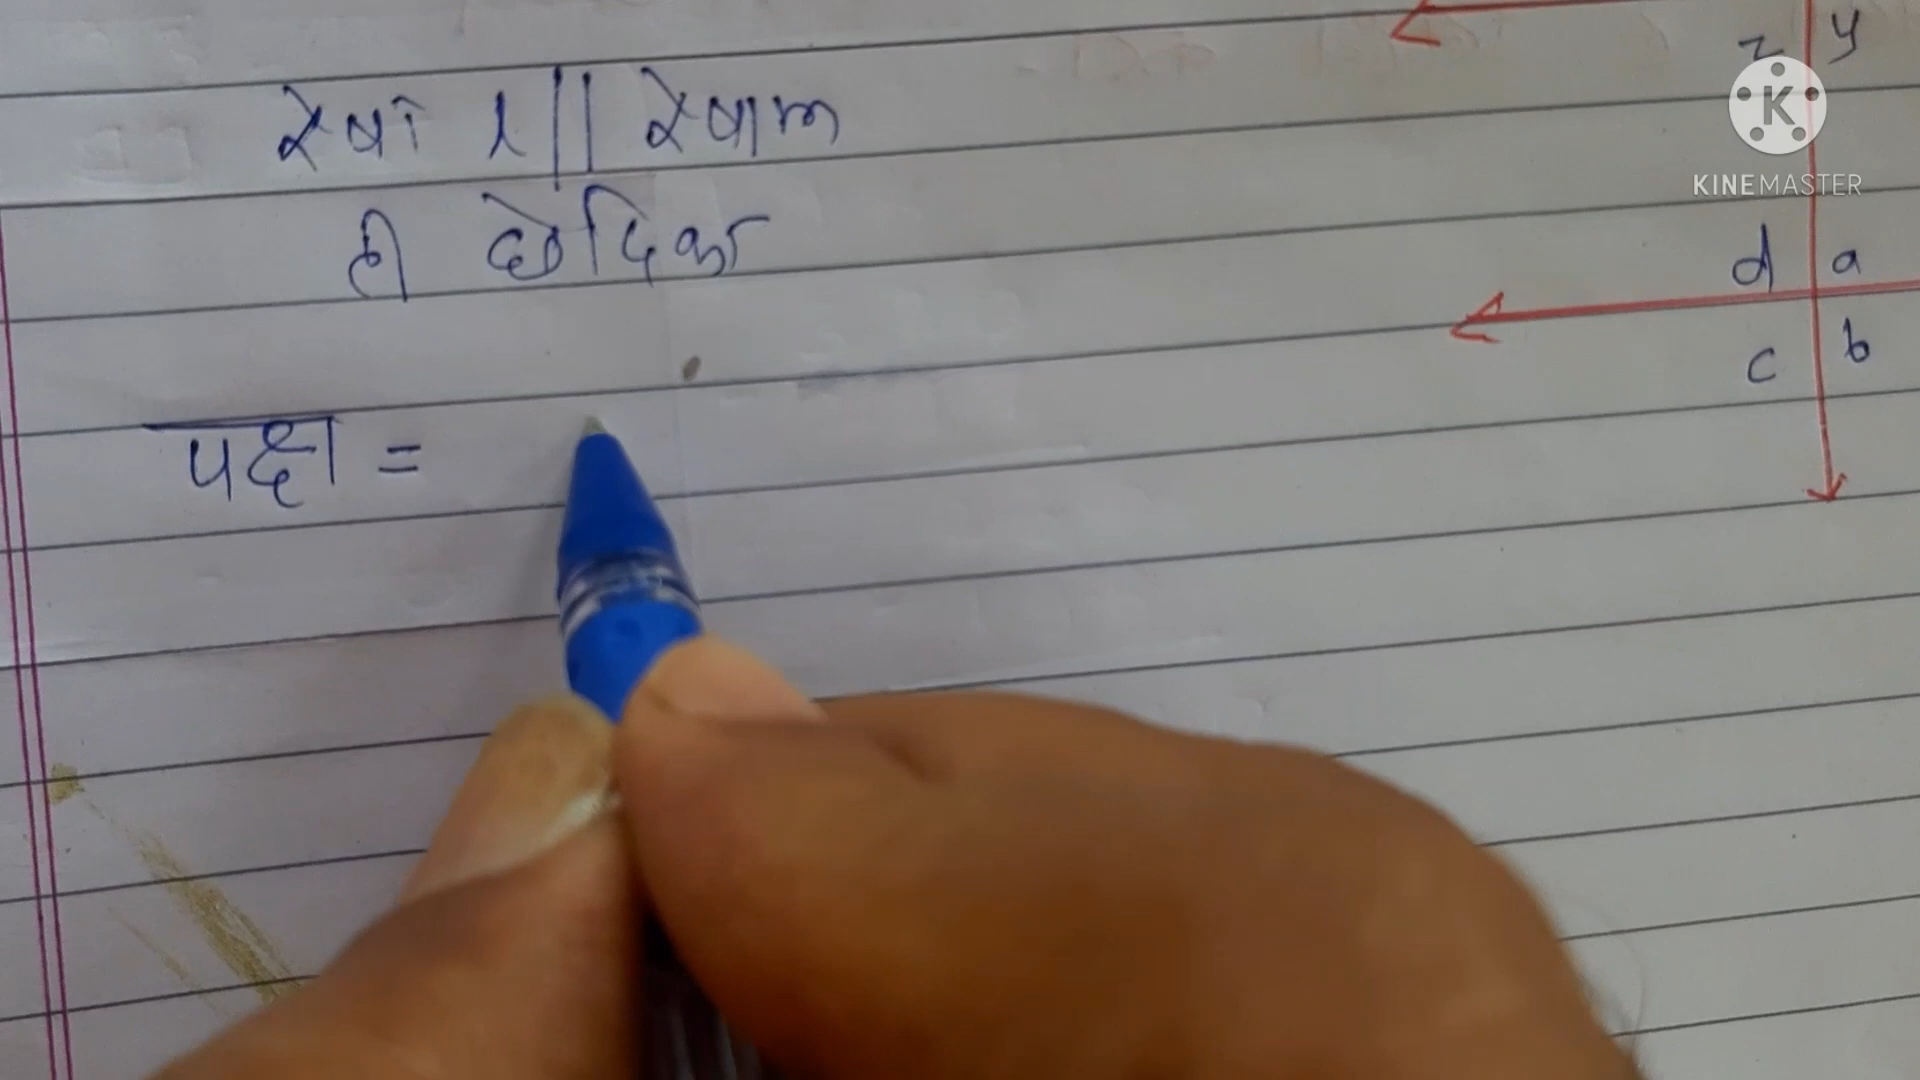 रेषा l || रेषा m
ही छेदिका
पक्ष =
z y
d a
c b
KINEMASTER